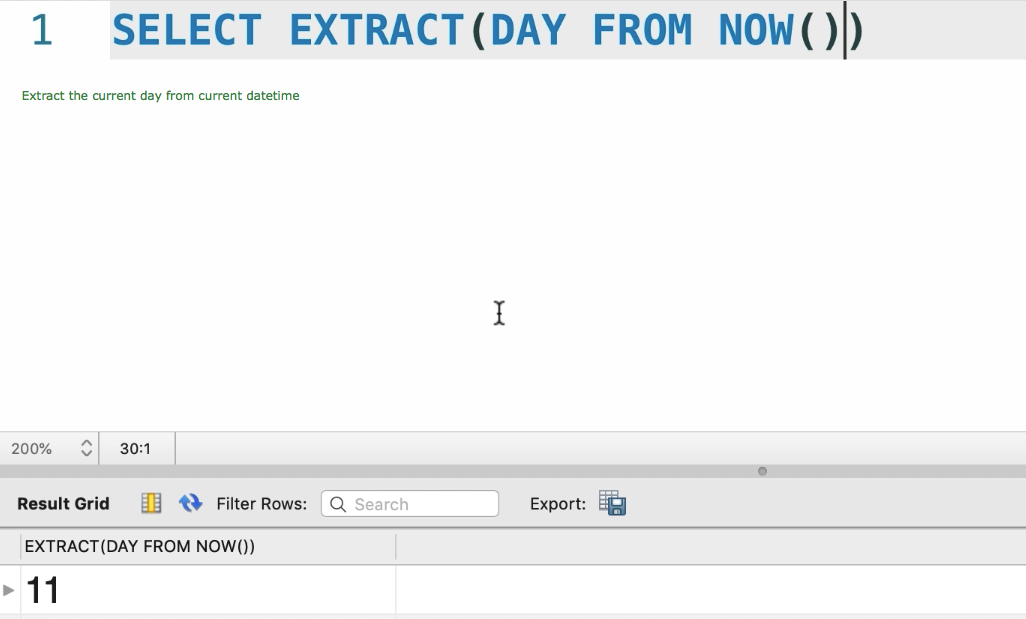 1 SELECT EXTRACT(DAY FROM NOW())
Extract the current day from current datetime
200% 30:1
Result Grid Filter Rows: Search Export:
EXTRACT(DAY FROM NOW())
11